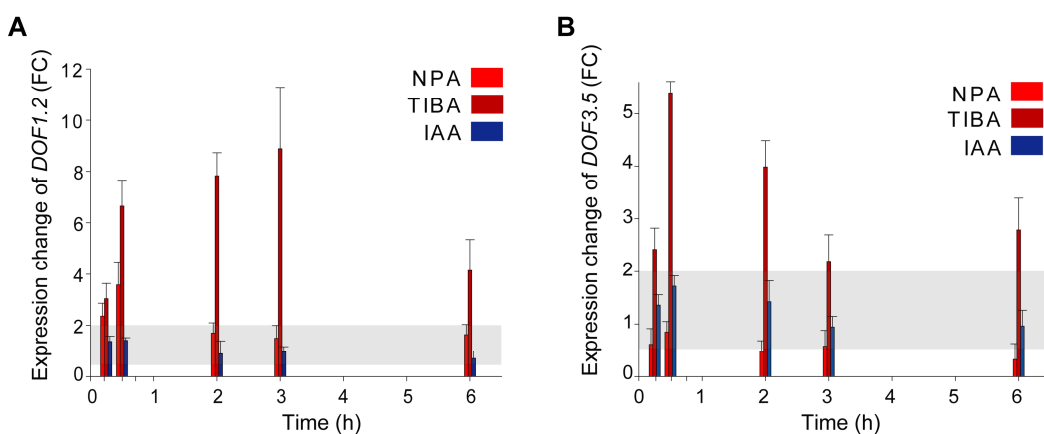 A
Expression change of DOF1.2 (FC)
12
10
8
6
4
2
0
NPA
TIBA
IAA
0 1 2 3 4 5 6
Time (h)
B
Expression change of DOF3.5 (FC)
5
4
3
2
1
0
NPA
TIBA
IAA
0 1 2 3 4 5 6
Time (h)